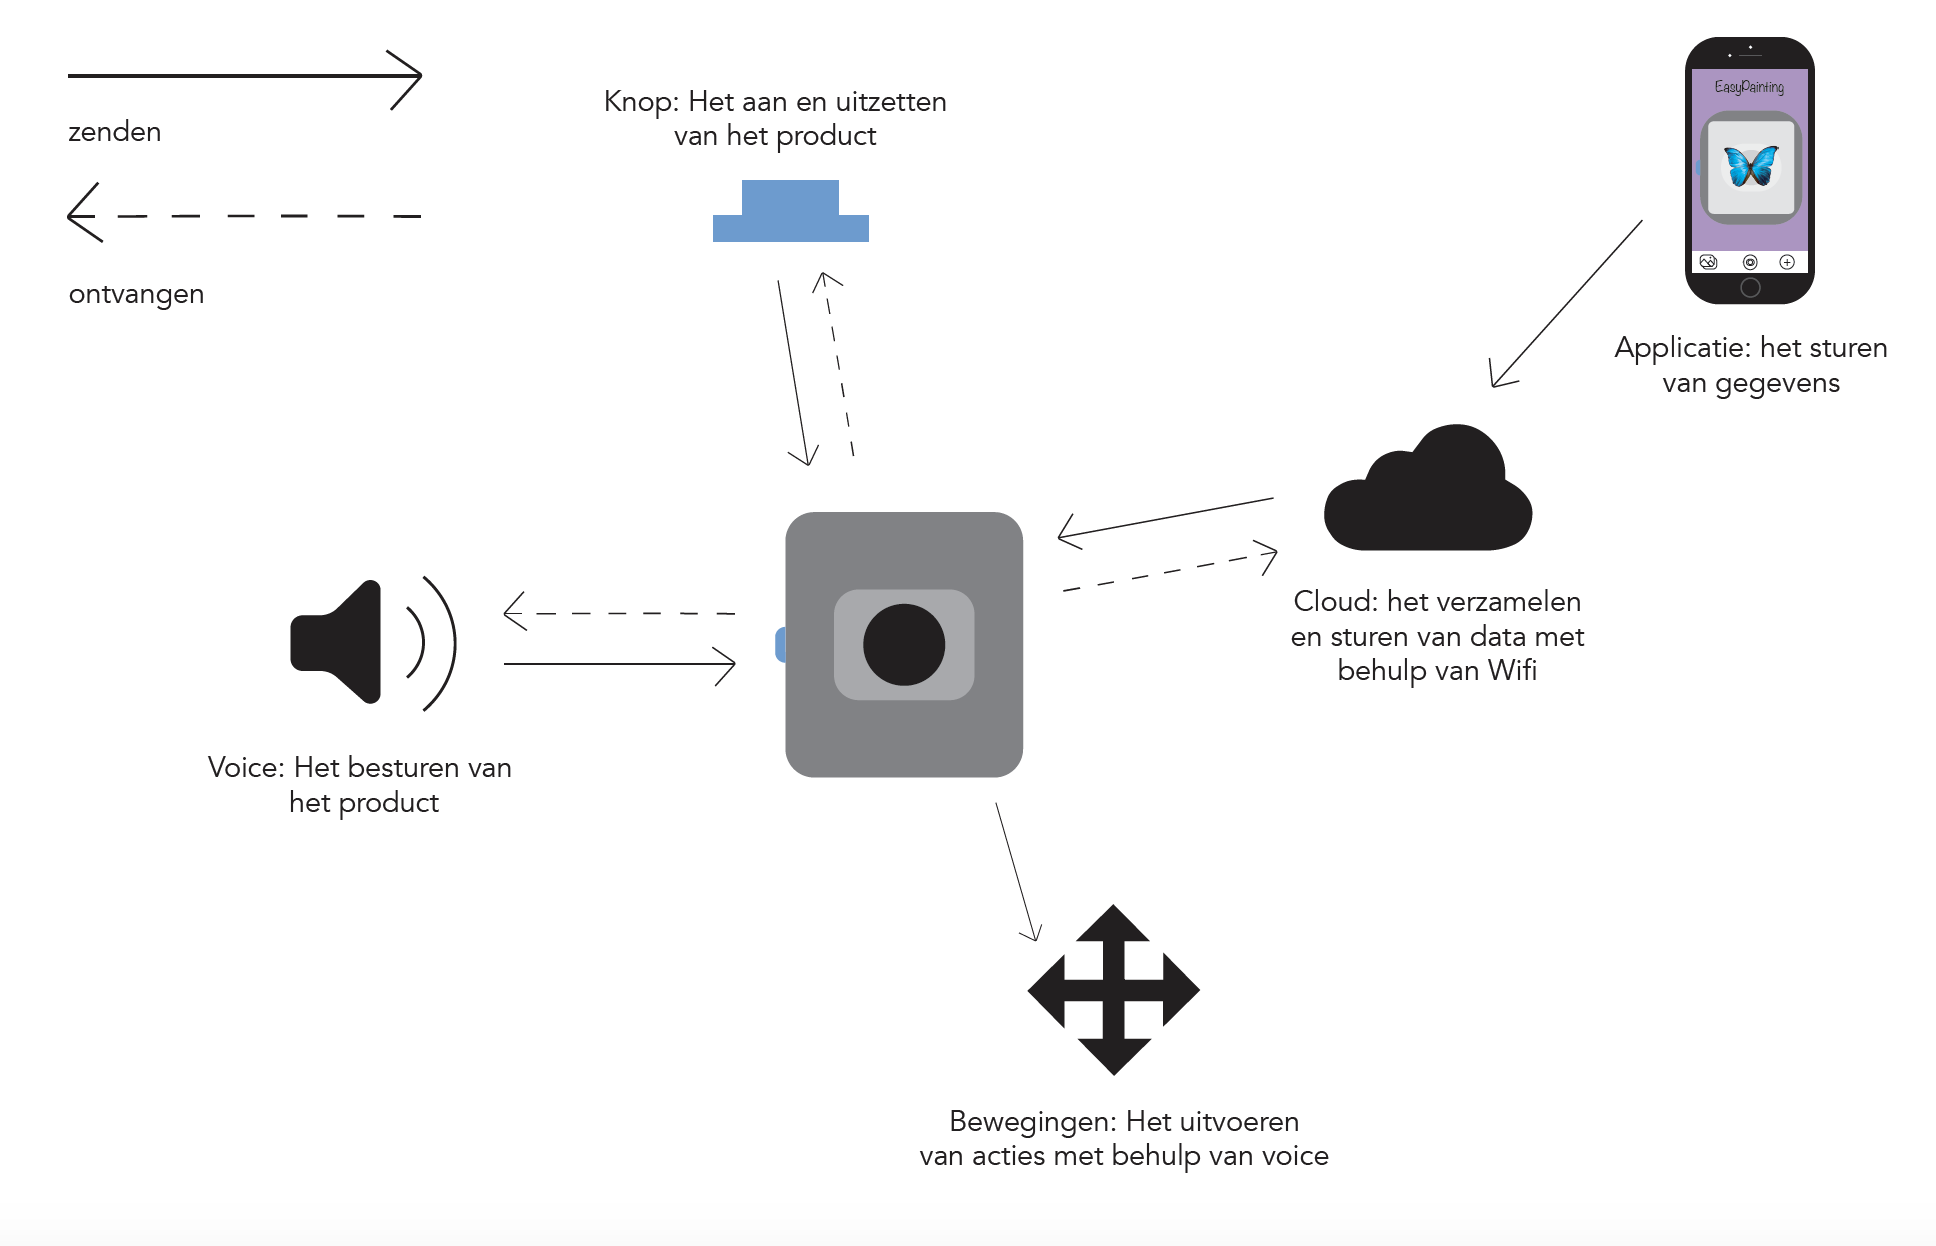 zenden
ontvangen
Knop: Het aan en uitzetten
van het product
EasyPainting
Applicatie: het sturen
van gegevens
Cloud: het verzamelen
en sturen van data met
behulp van Wifi
Voice: Het besturen van
het product
Bewegingen: Het uitvoeren
van acties met behulp van voice